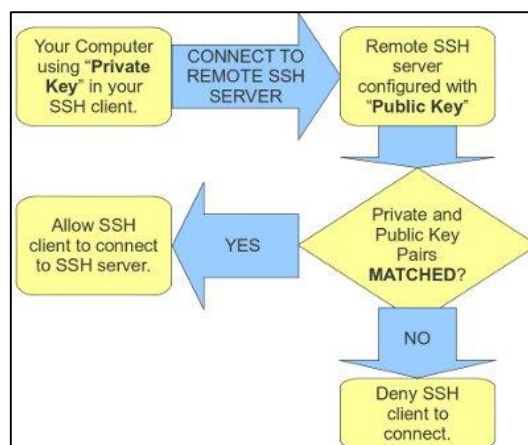 Your Computer
using “Private
Key” in your
SSH client.
CONNECT TO
REMOTE SSH
SERVER
Remote SSH
server
configured with
“Public Key”
Private and
Public Key
Pairs
MATCHED?
YES
Allow SSH
client to connect
to SSH server.
NO
Deny SSH
client to
connect.